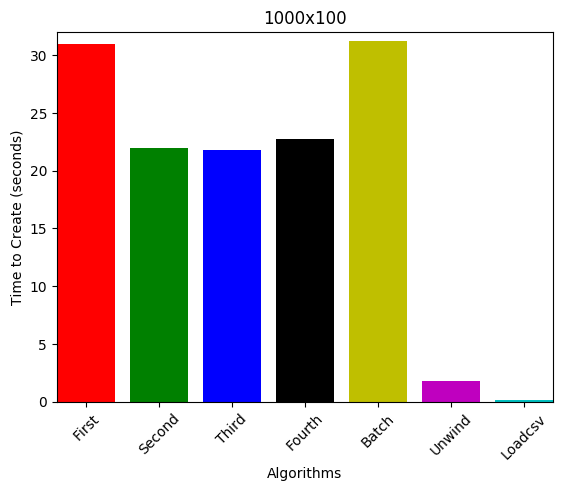 1000x100
Time to Create (seconds)
30
25
20
15
10
5
0
First
Second
Third
Fourth
Batch
Unwind
Loadcsv
Algorithms